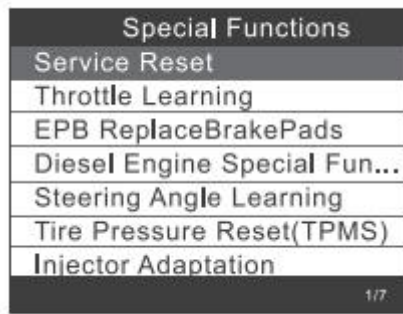 Special Functions
Service Reset
Throttle Learning
EPB ReplaceBrakePads
Diesel Engine Special Fun...
Steering Angle Learning
Tire Pressure Reset(TPMS)
Injector Adaptation
1/7